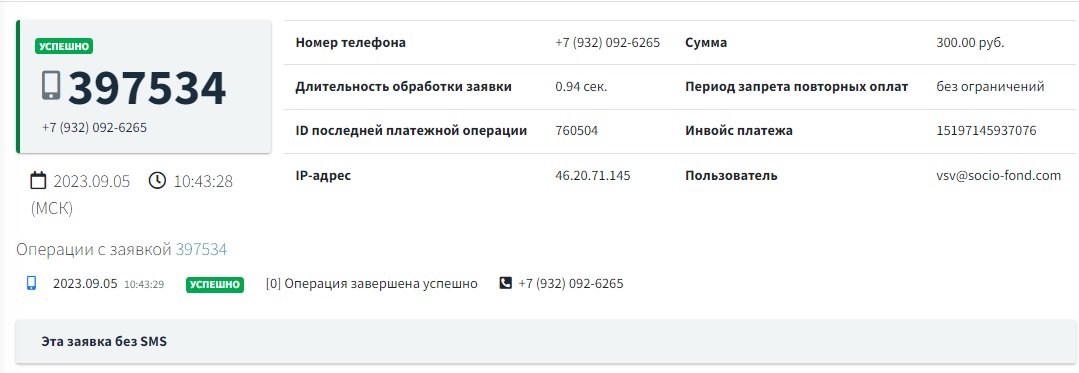 УСПЕШНО
397534
+7 (932) 092-6265
2023.09.05 10:43:28
(МСК)
Номер телефона +7 (932) 092-6265 Сумма 300.00 руб.
Длительность обработки заявки 0.94 сек. Период запрета повторных оплат без ограничений
ID последней платежной операции 760504 Инвойс платежа 15197145937076
IP-адрес 46.20.71.145 Пользователь vsv@socio-fond.com
Операции с заявкой 397534
2023.09.05 10:43:29 УСПЕШНО [0] Операция завершена успешно +7 (932) 092-6265
Эта заявка без SMS